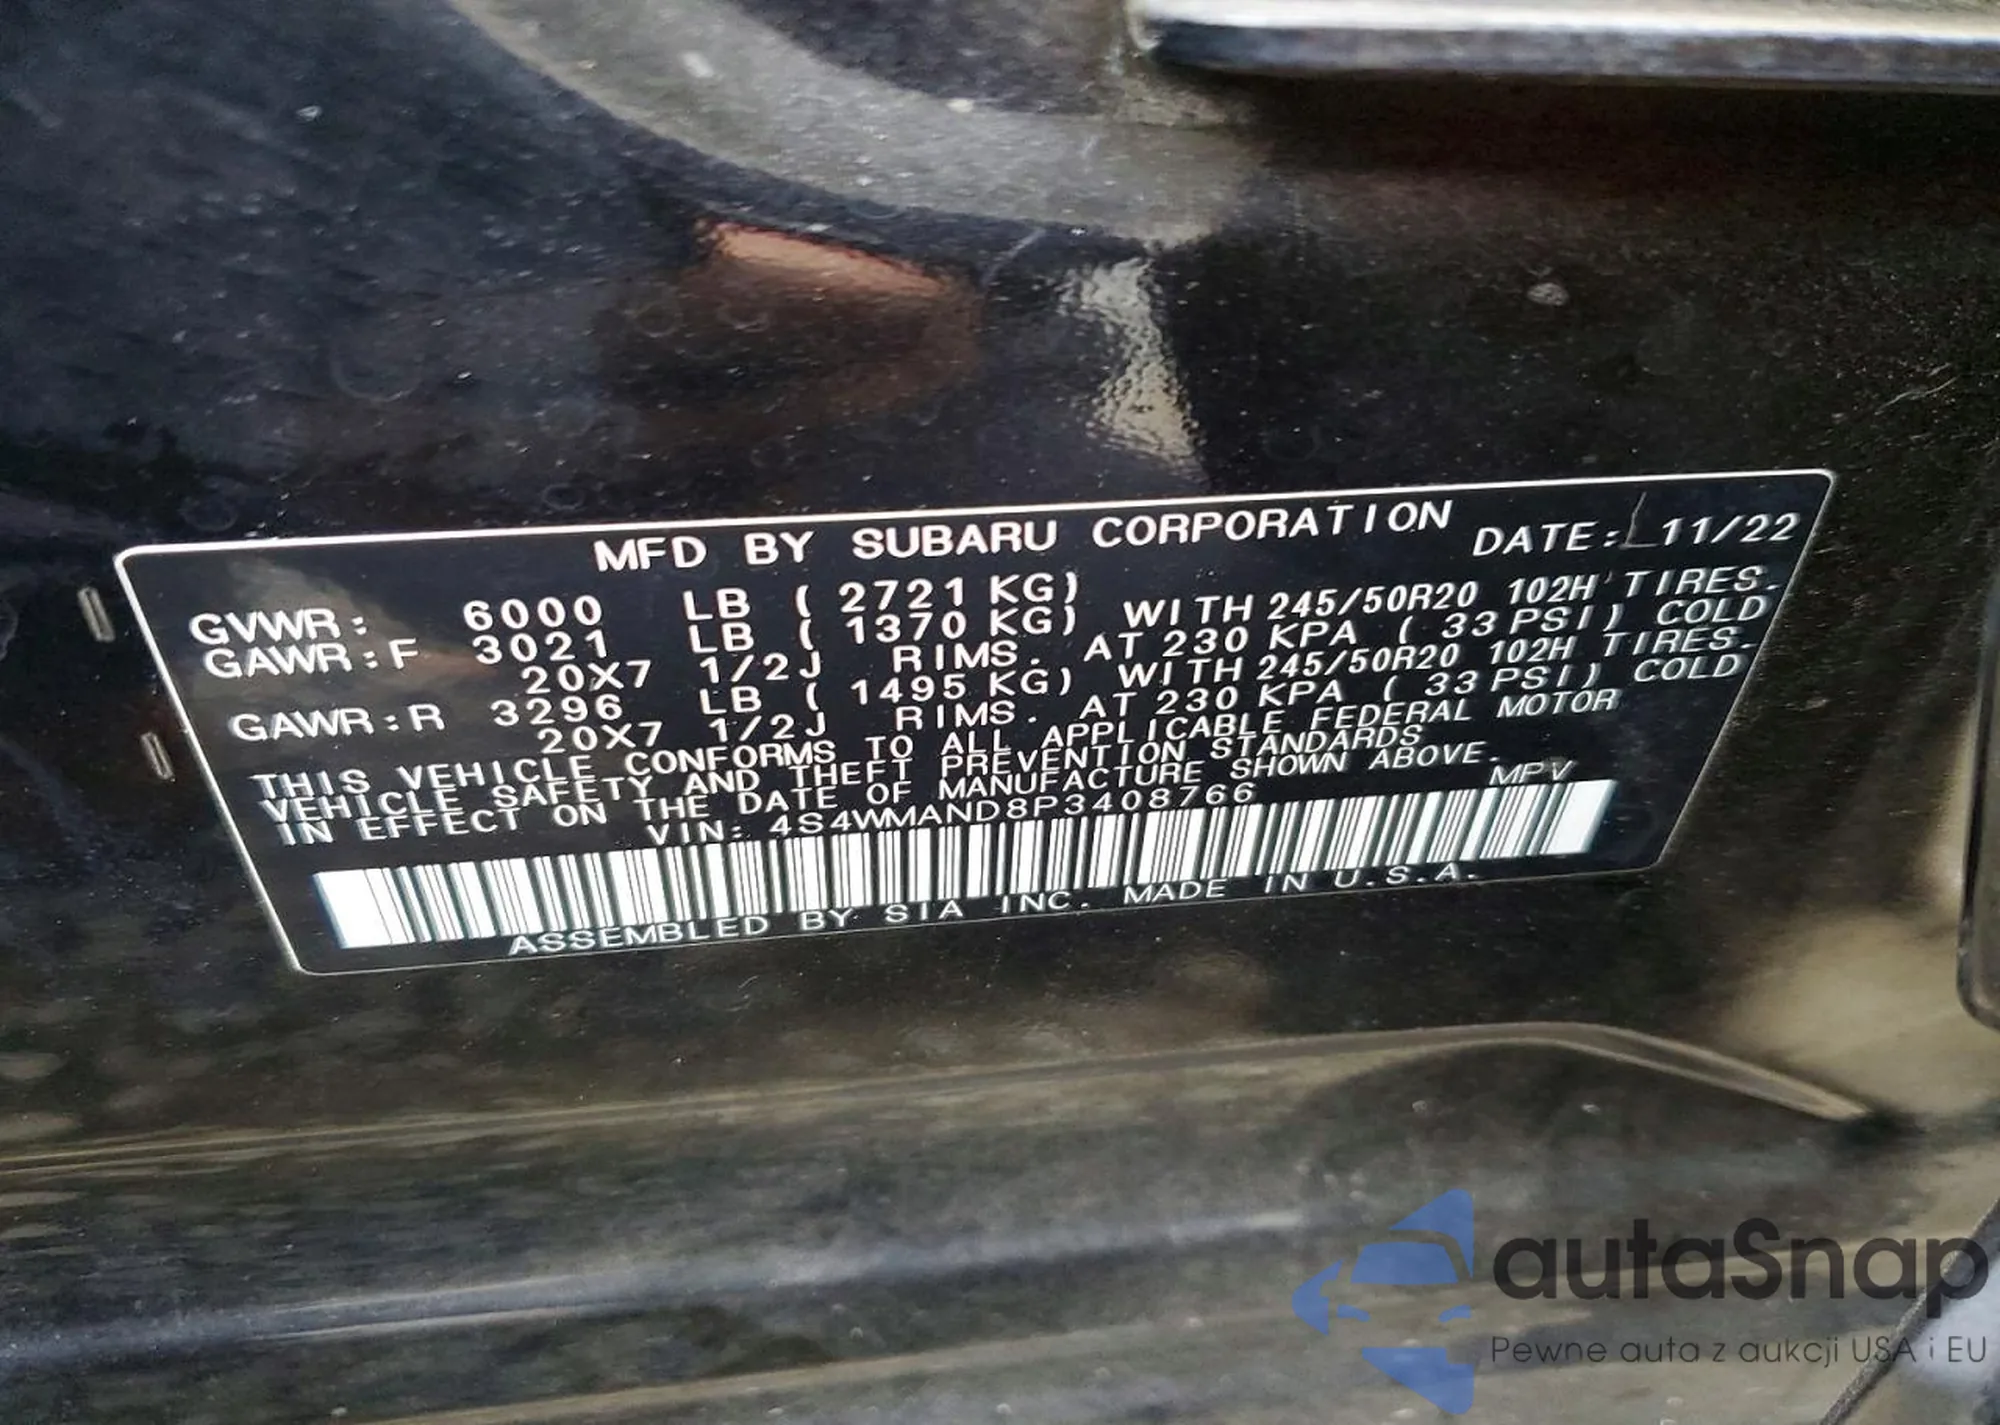 MFD BY SUBARU CORPORATION DATE: 11/22
GVWR: 6000 LB ( 2721 KG)
GAWR:F 3021 LB ( 1370 KG) WITH 245/50R20 102H TIRES.
20X7 1/2J RIMS. AT 230 KPA ( 33 PSI) COLD
GAWR:R 3296 LB ( 1495 KG) WITH 245/50R20 102H TIRES.
20X7 1/2J RIMS. AT 230 KPA ( 33 PSI) COLD
THIS VEHICLE CONFORMS TO ALL APPLICABLE FEDERAL MOTOR
VEHICLE SAFETY AND THEFT PREVENTION STANDARDS
IN EFFECT ON THE DATE OF MANUFACTURE SHOWN ABOVE.
VIN: 4S4WMAND8P3408766 MPV
ASSEMBLED BY SIA INC. MADE IN U.S.A.
autaSnap
Pewne auta z aukcji USA i EU